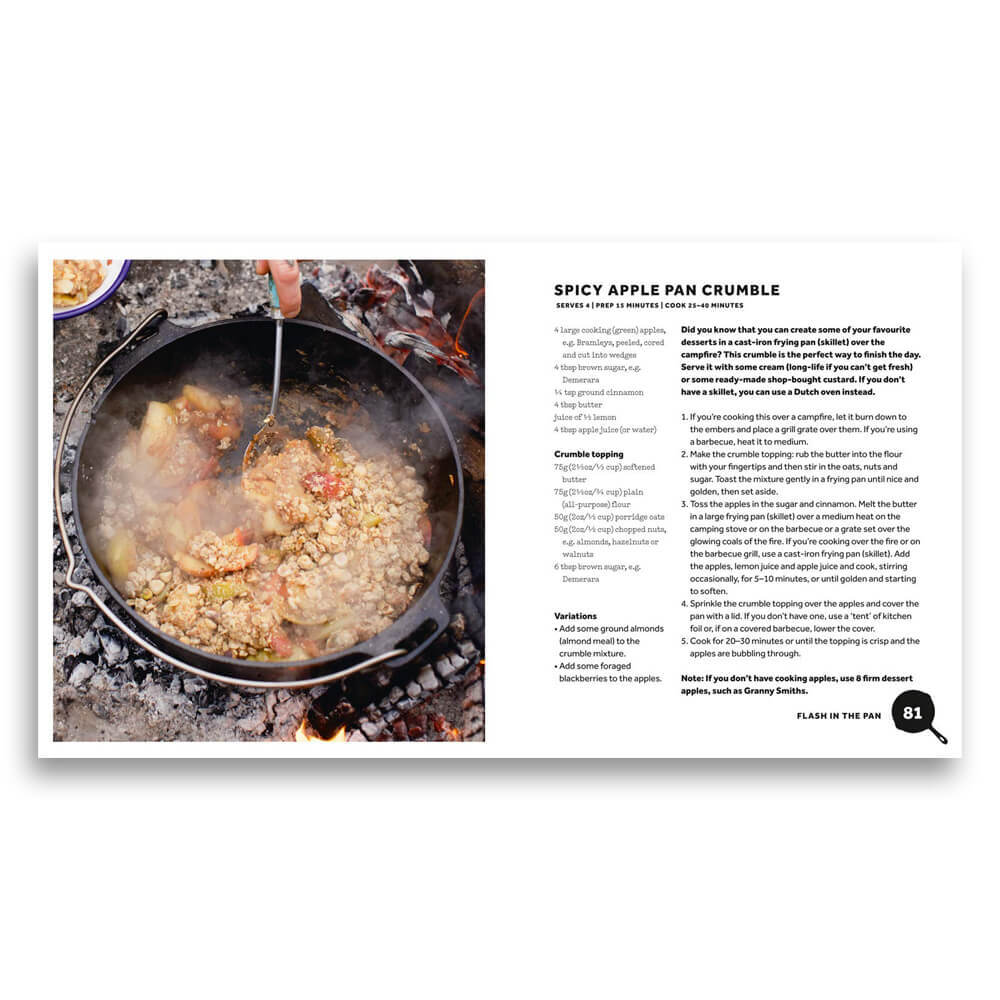 SPICY APPLE PAN CRUMBLE
SERVES 4 | PREP 15 MINUTES | COOK 25–40 MINUTES
4 large cooking (green) apples,
e.g. Bramleys, peeled, cored
and cut into wedges
4 tbsp brown sugar, e.g.
Demerara
¼ tsp ground cinnamon
4 tbsp butter
juice of ½ lemon
4 tbsp apple juice (or water)
Crumble topping
75g (2½oz/⅓ cup) softened
butter
75g (2½oz/¾ cup) plain
(all-purpose) flour
50g (2oz/½ cup) porridge oats
50g (2oz/½ cup) chopped nuts,
e.g. almonds, hazelnuts or
walnuts
6 tbsp brown sugar, e.g.
Demerara
Variations
• Add some ground almonds
(almond meal) to the
crumble mixture.
• Add some foraged
blackberries to the apples.
Did you know that you can create some of your favourite
desserts in a cast-iron frying pan (skillet) over the
campfire? This crumble is the perfect way to finish the day.
Serve it with some cream (long-life if you can't get fresh)
or some ready-made shop-bought custard. If you don't
have a skillet, you can use a Dutch oven instead.
1. If you're cooking this over a campfire, let it burn down to
the embers and place a grill grate over them. If you're using
a barbecue, heat it to medium.
2. Make the crumble topping: rub the butter into the flour
with your fingertips and then stir in the oats, nuts and
sugar. Toast the mixture gently in a frying pan until nice and
golden, then set aside.
3. Toss the apples in the sugar and cinnamon. Melt the butter
in a large frying pan (skillet) over a medium heat on the
camping stove or on the barbecue or a grate set over the
glowing coals of the fire. If you're cooking over the fire or on
the barbecue grill, use a cast-iron frying pan (skillet). Add
the apples, lemon juice and apple juice and cook, stirring
occasionally, for 5–10 minutes, or until golden and starting
to soften.
4. Sprinkle the crumble topping over the apples and cover the
pan with a lid. If you don't have one, use a 'tent' of kitchen
foil or, if on a covered barbecue, lower the cover.
5. Cook for 20–30 minutes or until the topping is crisp and the
apples are bubbling through.
Note: If you don't have cooking apples, use 8 firm dessert
apples, such as Granny Smiths.
FLASH IN THE PAN 81